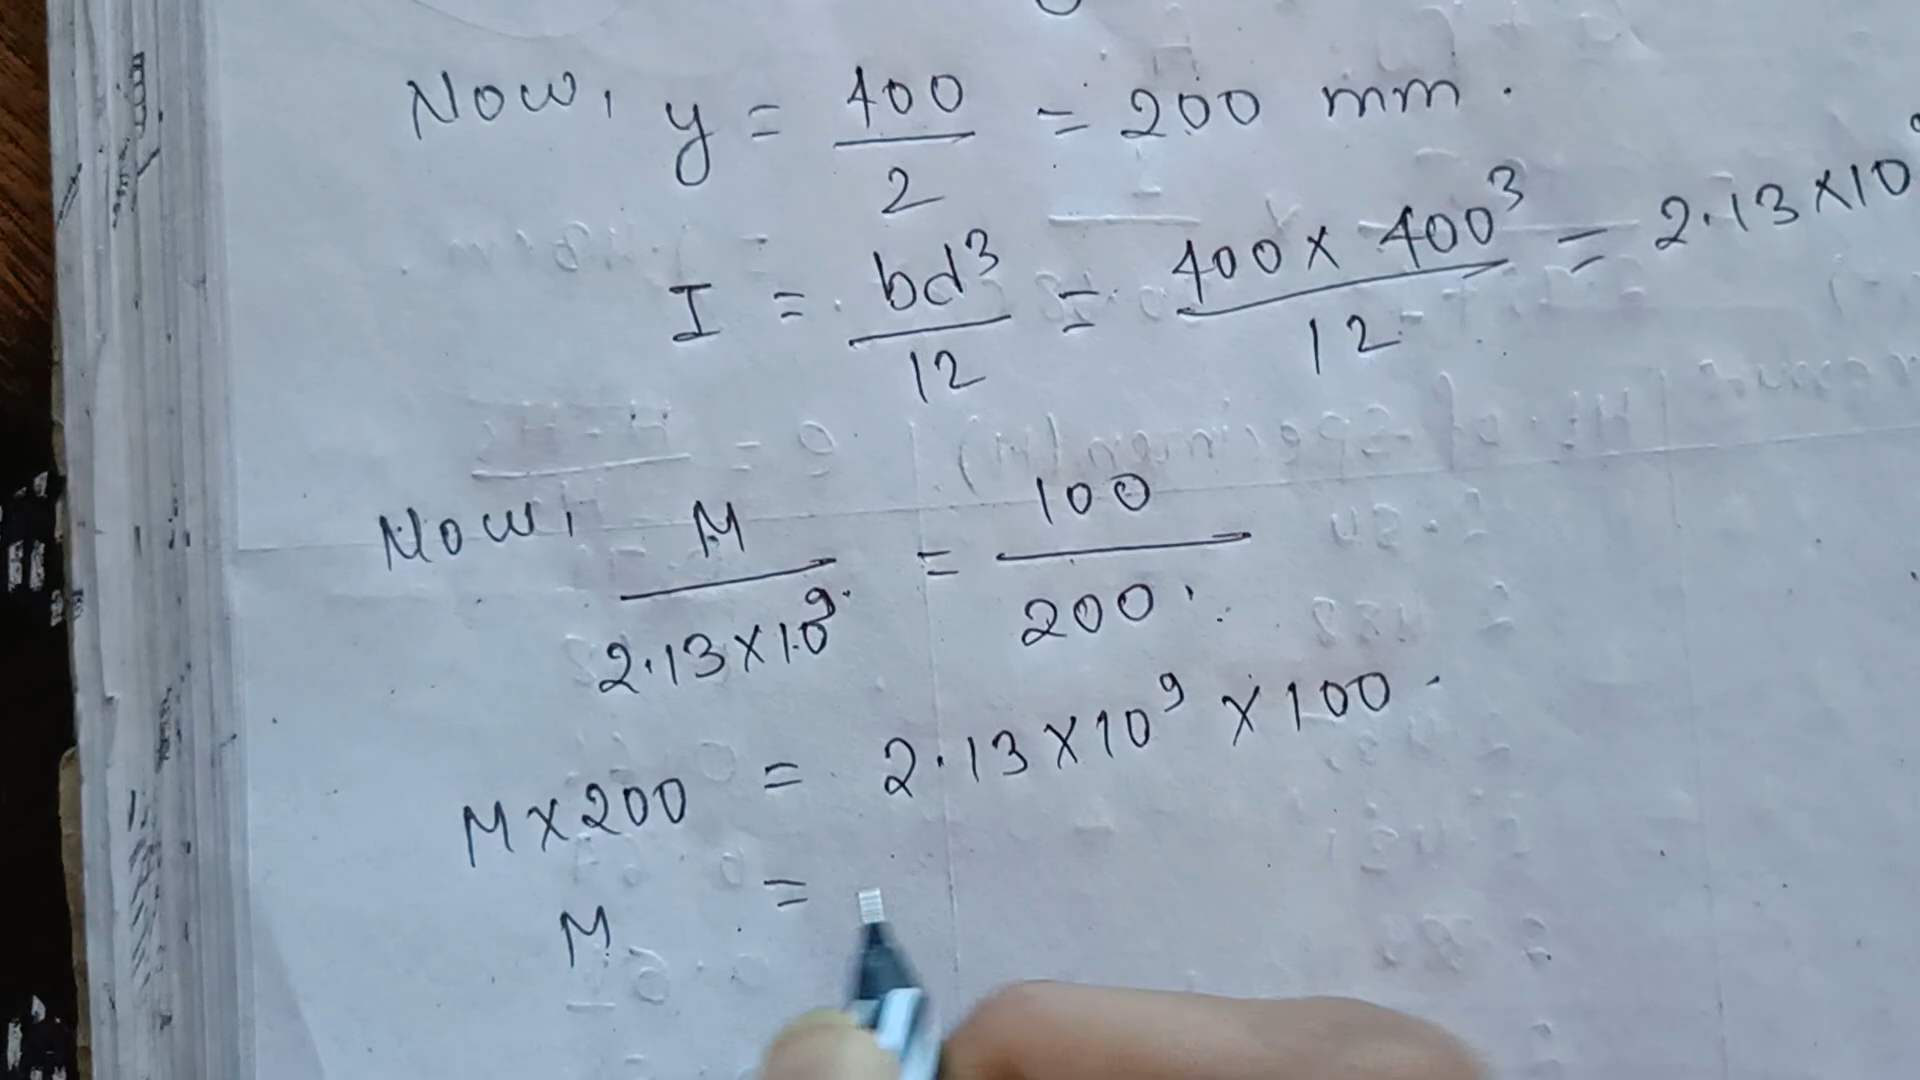 Now, y = 400/2 = 200 mm.
I = bd³/12 = 400 × 400³/12 = 2.13 × 10
Now, M/2.13×10⁹ = 100/200
M×200 = 2.13×10⁹ × 100
M =